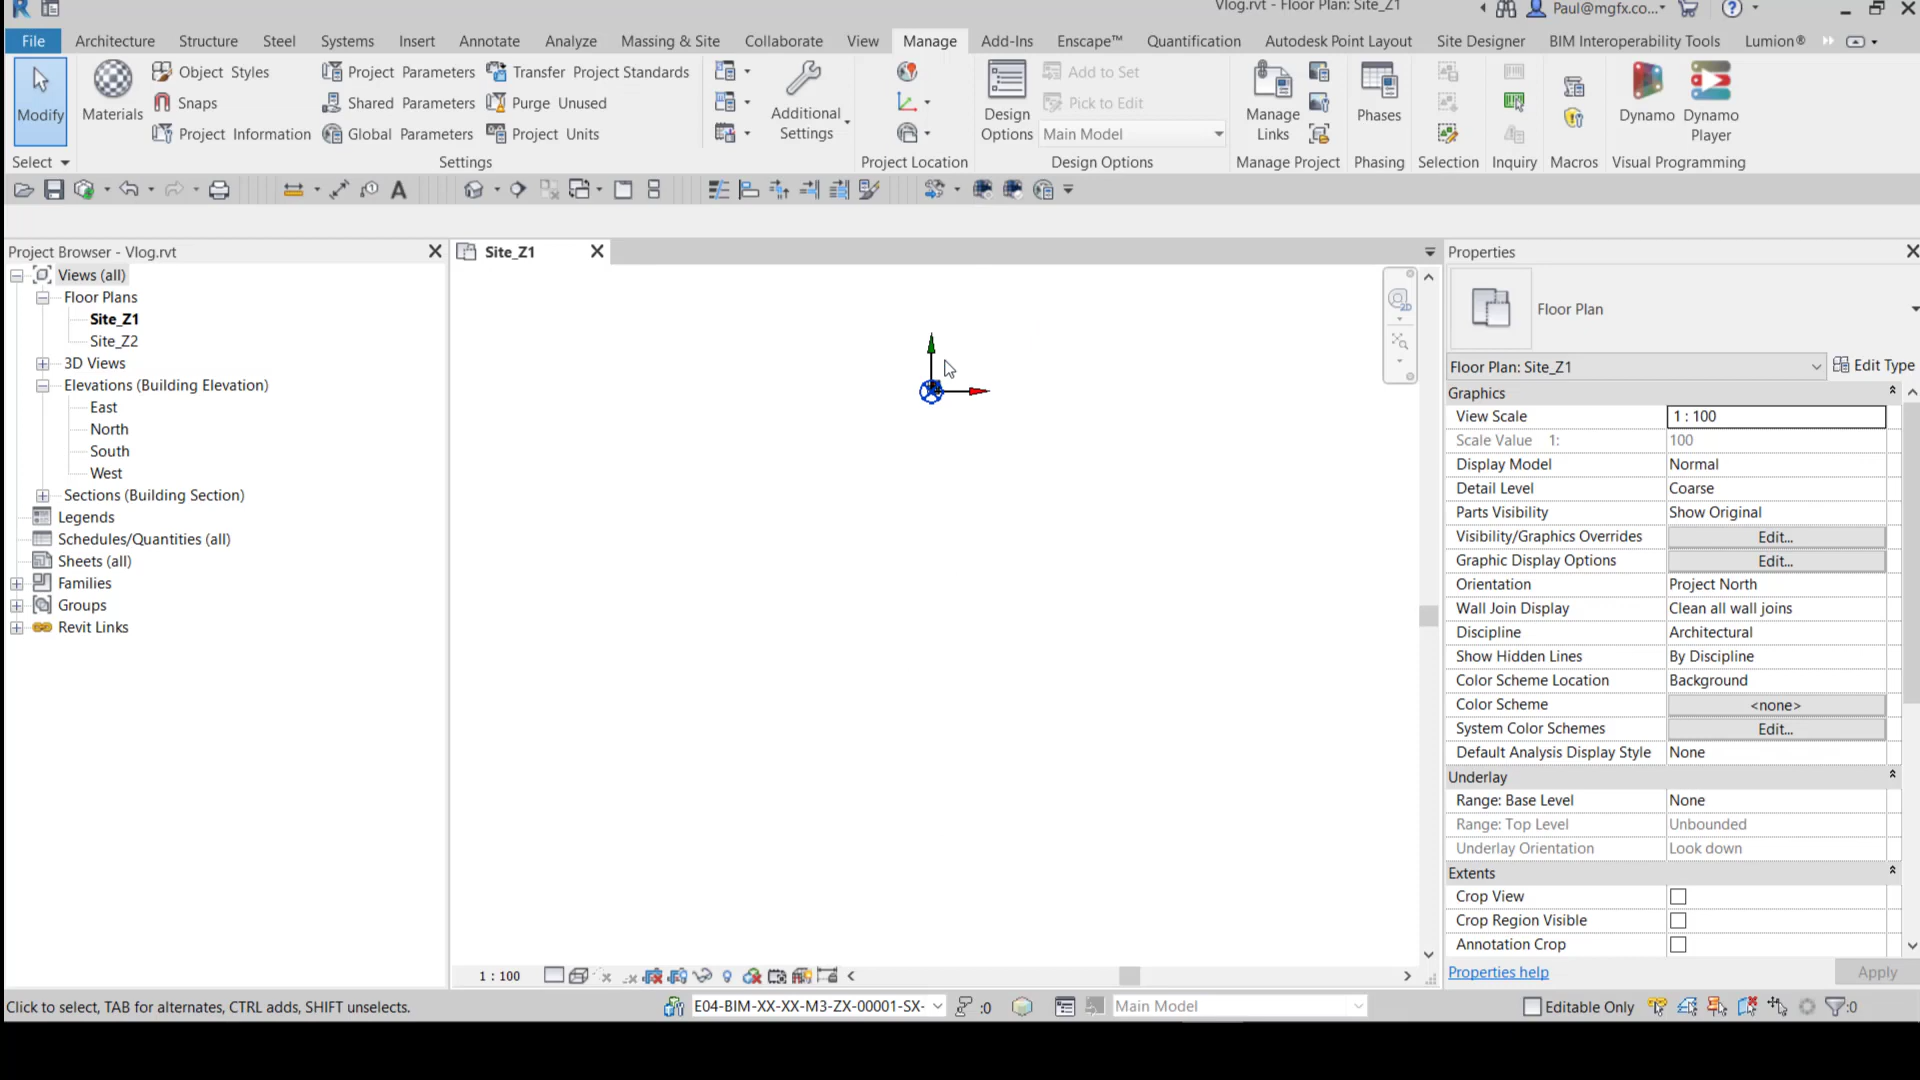 Vlog.rvt - Floor Plan: Site_Z1
Paul@mgfx.co...
File Architecture Structure Steel Systems Insert Annotate Analyze Massing & Site Collaborate View Manage Add-Ins Enscape™ Quantification Autodesk Point Layout Site Designer BIM Interoperability Tools Lumion®
Modify
Materials
Object Styles
Snaps
Project Information
Project Parameters
Shared Parameters
Global Parameters
Transfer Project Standards
Purge Unused
Project Units
Additional
Settings
Design
Options
Add to Set
Pick to Edit
Main Model
Manage
Links
Phases
Dynamo
Dynamo
Player
Select
Settings
Project Location
Design Options
Manage Project
Phasing
Selection
Inquiry
Macros
Visual Programming
Project Browser - Vlog.rvt
Views (all)
Floor Plans
Site_Z1
Site_Z2
3D Views
Elevations (Building Elevation)
East
North
South
West
Sections (Building Section)
Legends
Schedules/Quantities (all)
Sheets (all)
Families
Groups
Revit Links
Site_Z1
2D
Properties
Floor Plan
Floor Plan: Site_Z1
Edit Type
Graphics
View Scale 1 : 100
Scale Value 1: 100
Display Model Normal
Detail Level Coarse
Parts Visibility Show Original
Visibility/Graphics Overrides Edit...
Graphic Display Options Edit...
Orientation Project North
Wall Join Display Clean all wall joins
Discipline Architectural
Show Hidden Lines By Discipline
Color Scheme Location Background
Color Scheme <none>
System Color Schemes Edit...
Default Analysis Display Style None
Underlay
Range: Base Level None
Range: Top Level Unbounded
Underlay Orientation Look down
Extents
Crop View
Crop Region Visible
Annotation Crop
Properties help
Apply
1 : 100
Click to select, TAB for alternates, CTRL adds, SHIFT unselects.
E04-BIM-XX-XX-M3-ZX-00001-SX-
:0
Main Model
Editable Only
:0